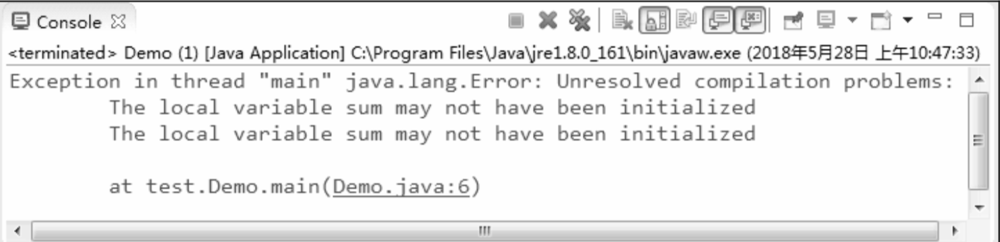 Console
<terminated> Demo (1) [Java Application] C:\Program Files\Java\jre1.8.0_161\bin\javaw.exe (2018年5月28日 上午10:47:33)
Exception in thread "main" java.lang.Error: Unresolved compilation problems:
The local variable sum may not have been initialized
The local variable sum may not have been initialized
at test.Demo.main(Demo.java:6)